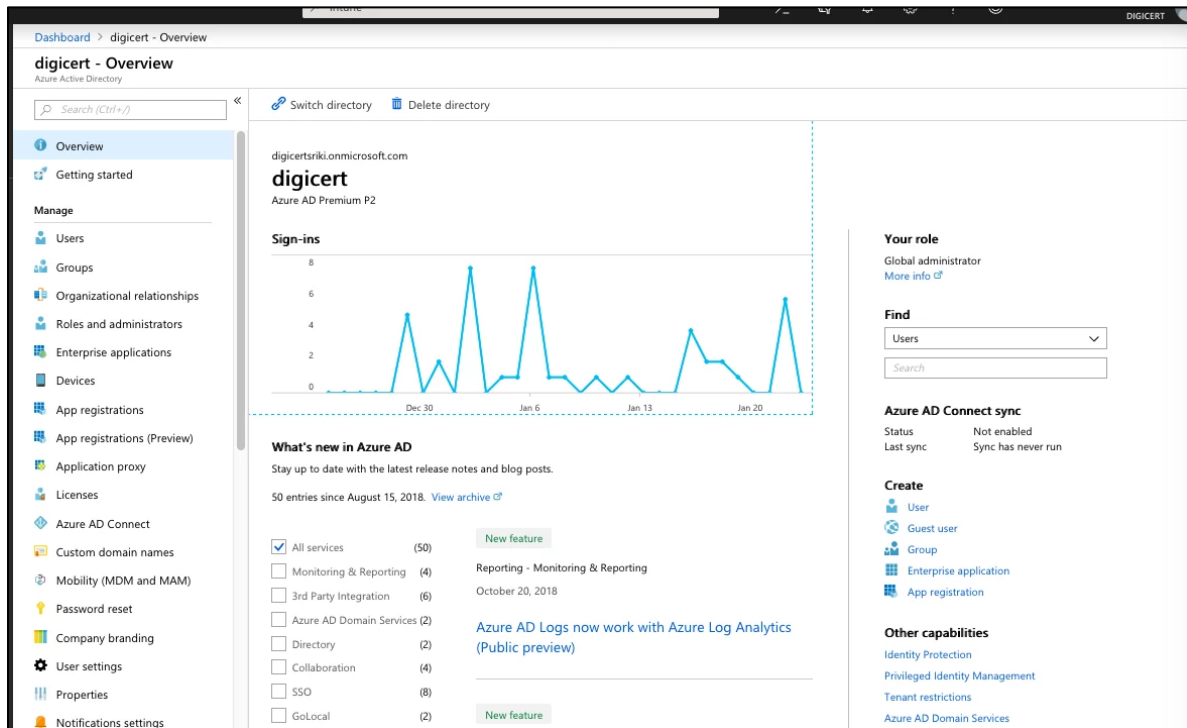 DIGICERT
Dashboard > digicert - Overview
digicert - Overview
Azure Active Directory
Search (Ctrl+/)
«
Switch directory
Delete directory
Overview
Getting started
Manage
Users
Groups
Organizational relationships
Roles and administrators
Enterprise applications
Devices
App registrations
App registrations (Preview)
Application proxy
Licenses
Azure AD Connect
Custom domain names
Mobility (MDM and MAM)
Password reset
Company branding
User settings
Properties
Notifications settings
digicertsriki.onmicrosoft.com
digicert
Azure AD Premium P2
Sign-ins
8
6
4
2
0
Dec 30 Jan 6 Jan 13 Jan 20
What's new in Azure AD
Stay up to date with the latest release notes and blog posts.
50 entries since August 15, 2018. View archive
All services (50)
Monitoring & Reporting (4)
3rd Party Integration (6)
Azure AD Domain Services (2)
Directory (2)
Collaboration (4)
SSO (8)
GoLocal (2)
New feature
Reporting - Monitoring & Reporting
October 20, 2018
Azure AD Logs now work with Azure Log Analytics
(Public preview)
New feature
Your role
Global administrator
More info
Find
Users
Search
Azure AD Connect sync
Status Not enabled
Last sync Sync has never run
Create
User
Guest user
Group
Enterprise application
App registration
Other capabilities
Identity Protection
Privileged Identity Management
Tenant restrictions
Azure AD Domain Services